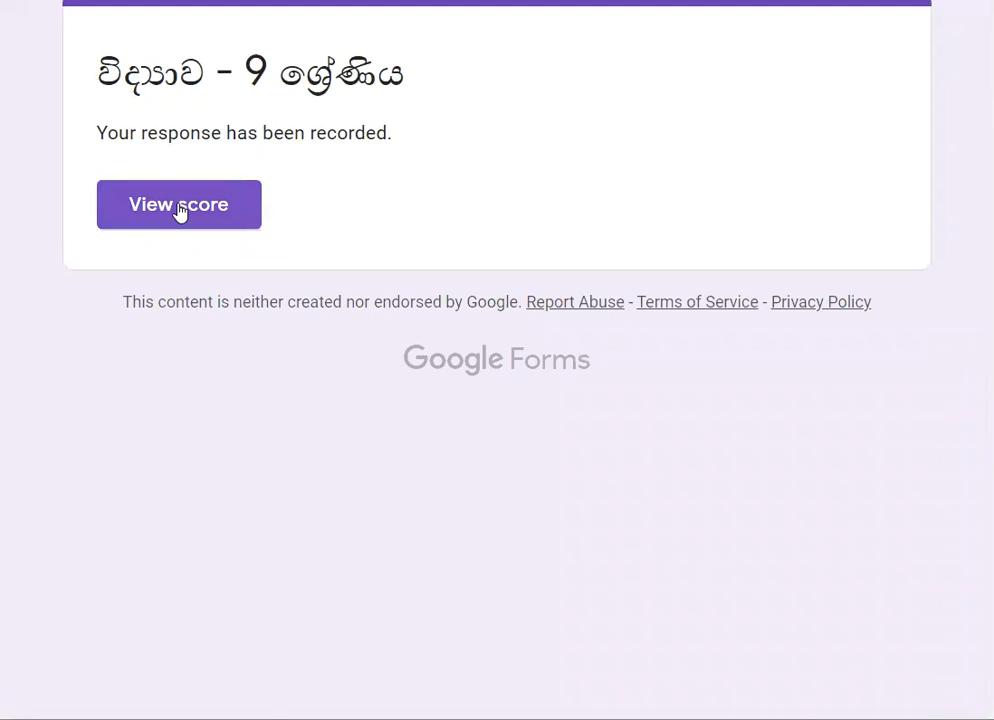 විද්‍යාව - 9 ශ්‍රේණිය
Your response has been recorded.
View score
This content is neither created nor endorsed by Google. Report Abuse - Terms of Service - Privacy Policy
Google Forms